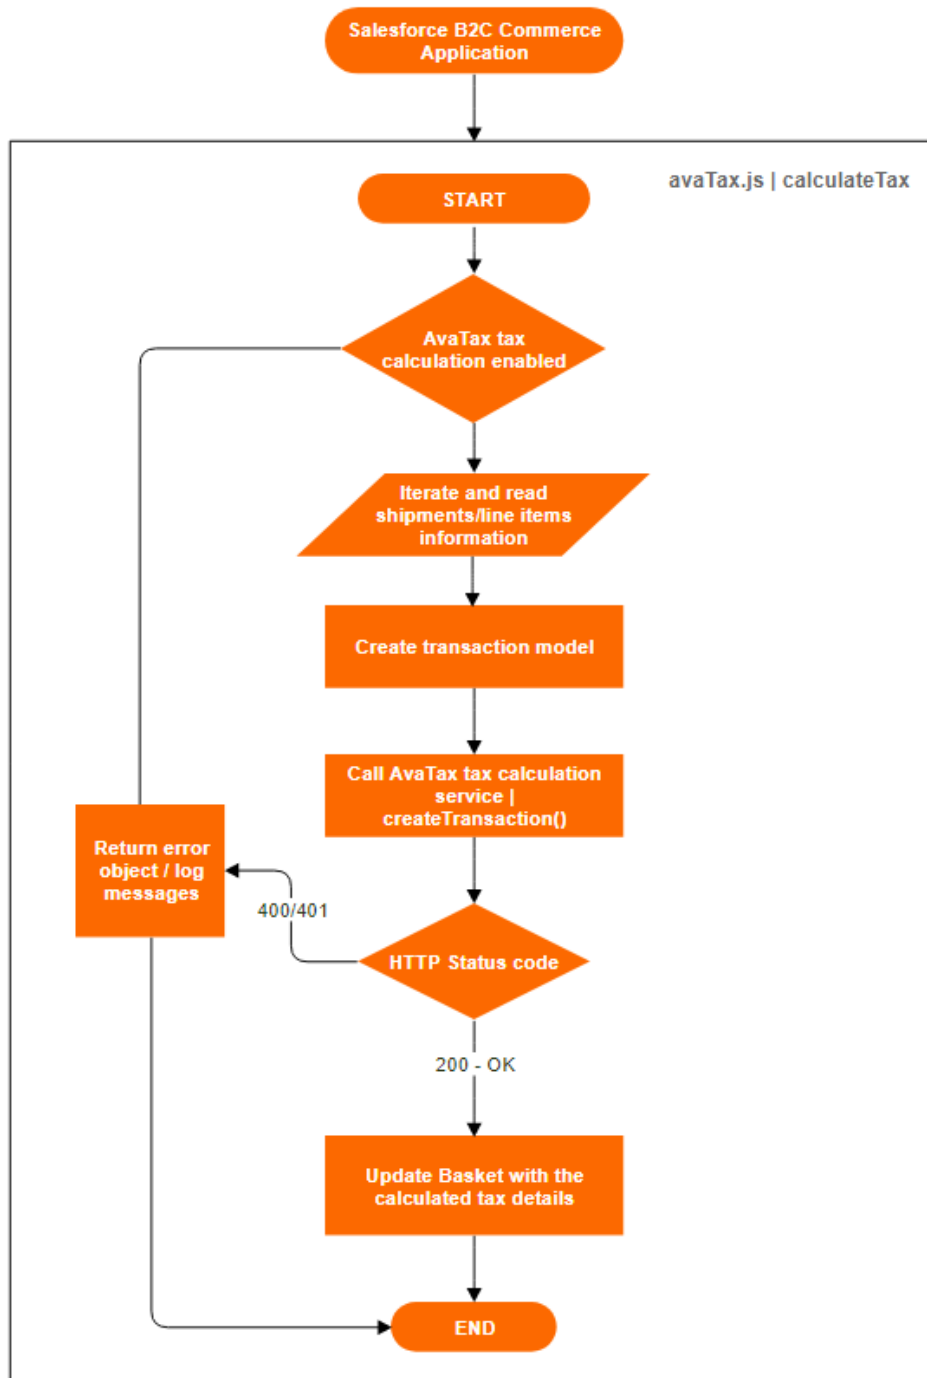 Salesforce B2C Commerce
Application
avaTax.js | calculateTax
START
AvaTax tax
calculation enabled
Iterate and read
shipments/line items
information
Create transaction model
Call AvaTax tax calculation
service |
createTransaction()
Return error
object / log
messages
400/401
HTTP Status code
200 - OK
Update Basket with the
calculated tax details
END